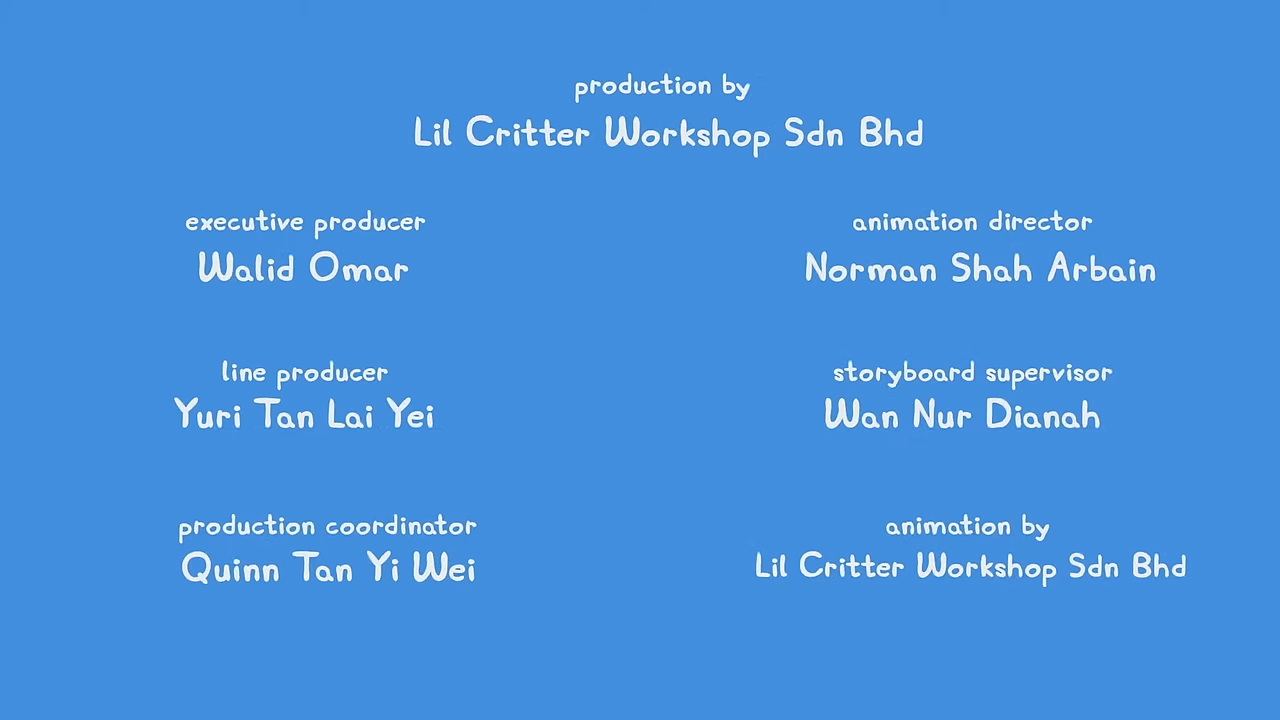 production by
Lil Critter Workshop Sdn Bhd
executive producer
Walid Omar
animation director
Norman Shah Arbain
line producer
Yuri Tan Lai Yei
storyboard supervisor
Wan Nur Dianah
production coordinator
Quinn Tan Yi Wei
animation by
Lil Critter Workshop Sdn Bhd